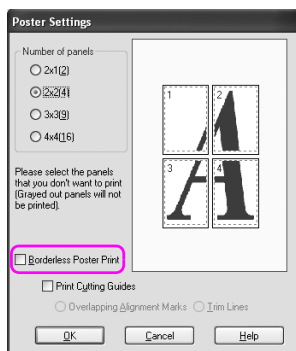 Poster Settings
Number of panels
2x1(2)
2x2(4)
3x3(9)
4x4(16)
1 2
3 4
Please select the panels
that you don't want to print
(Grayed out panels will not
be printed).
Borderless Poster Print
Print Cutting Guides
Overlapping Alignment Marks Trim Lines
OK Cancel Help